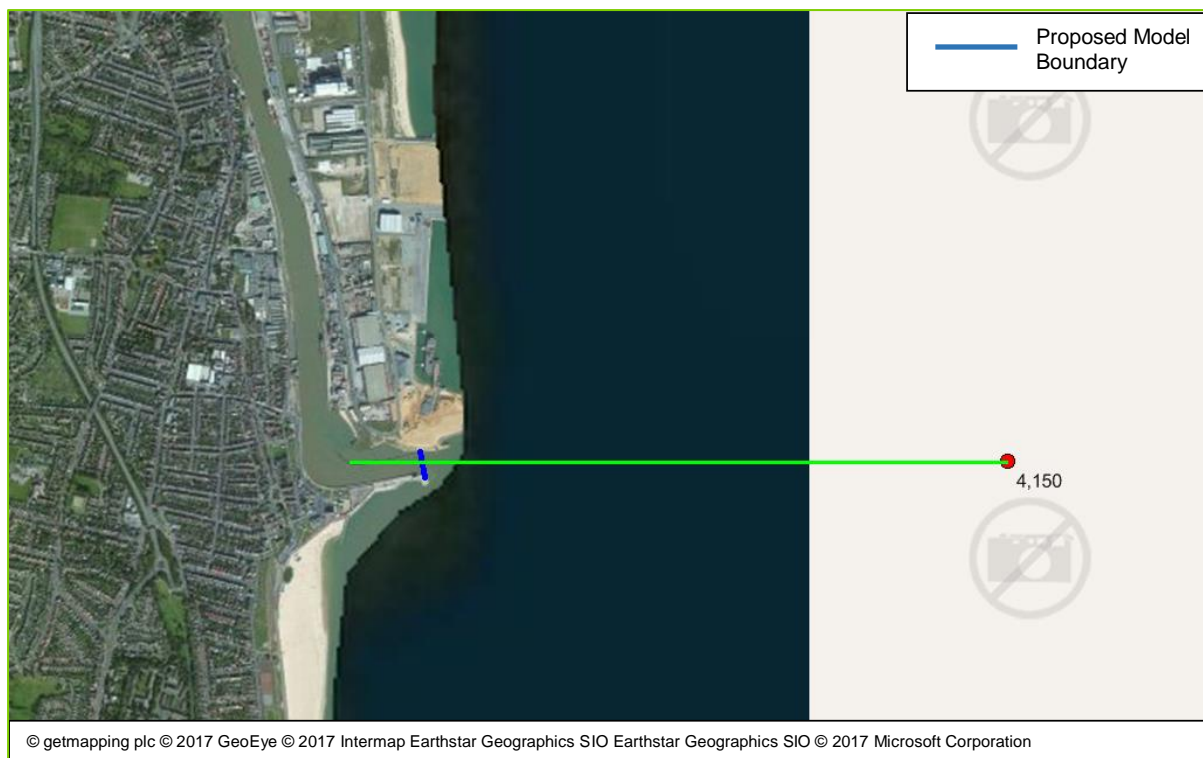 Proposed Model
Boundary
4,150
© getmapping plc © 2017 GeoEye © 2017 Intermap Earthstar Geographics SIO Earthstar Geographics SIO © 2017 Microsoft Corporation